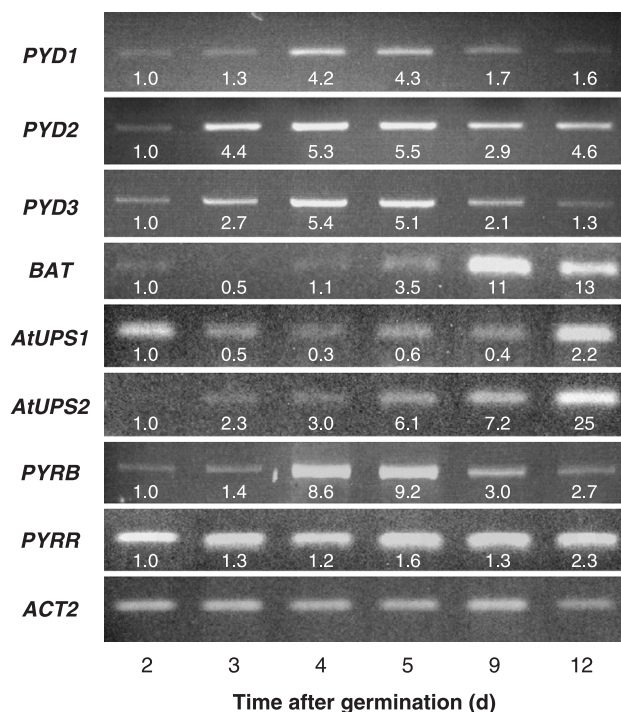 PYD1
1.0 1.3 4.2 4.3 1.7 1.6
PYD2
1.0 4.4 5.3 5.5 2.9 4.6
PYD3
1.0 2.7 5.4 5.1 2.1 1.3
BAT
1.0 0.5 1.1 3.5 11 13
AtUPS1
1.0 0.5 0.3 0.6 0.4 2.2
AtUPS2
1.0 2.3 3.0 6.1 7.2 25
PYRB
1.0 1.4 8.6 9.2 3.0 2.7
PYRR
1.0 1.3 1.2 1.6 1.3 2.3
ACT2
2 3 4 5 9 12
Time after germination (d)